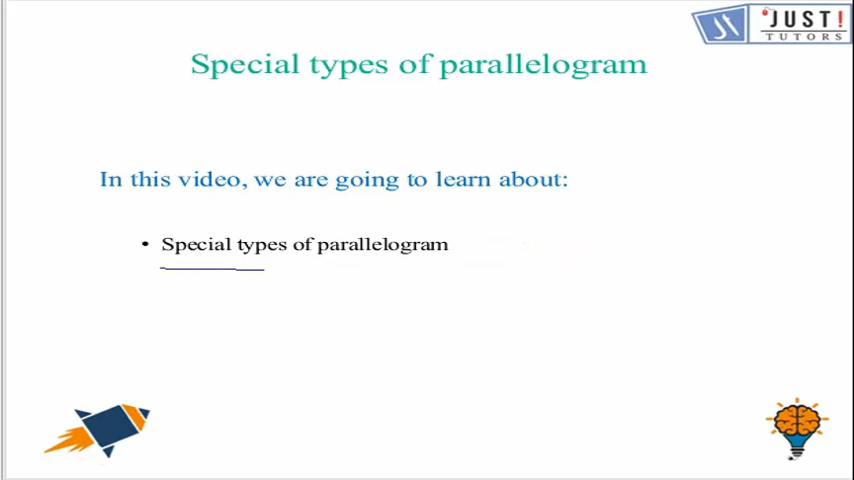 JUST!
TUTORS
Special types of parallelogram
In this video, we are going to learn about:
• Special types of parallelogram